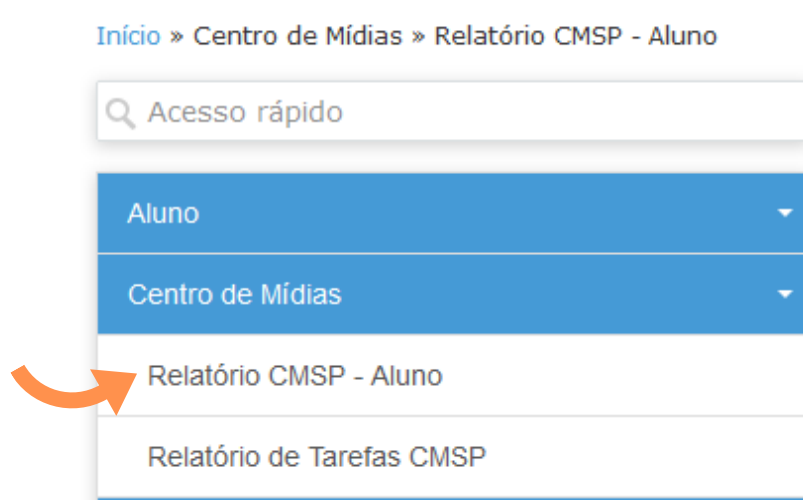 Início » Centro de Mídias » Relatório CMSP - Aluno
Acesso rápido
Aluno
Centro de Mídias
Relatório CMSP - Aluno
Relatório de Tarefas CMSP